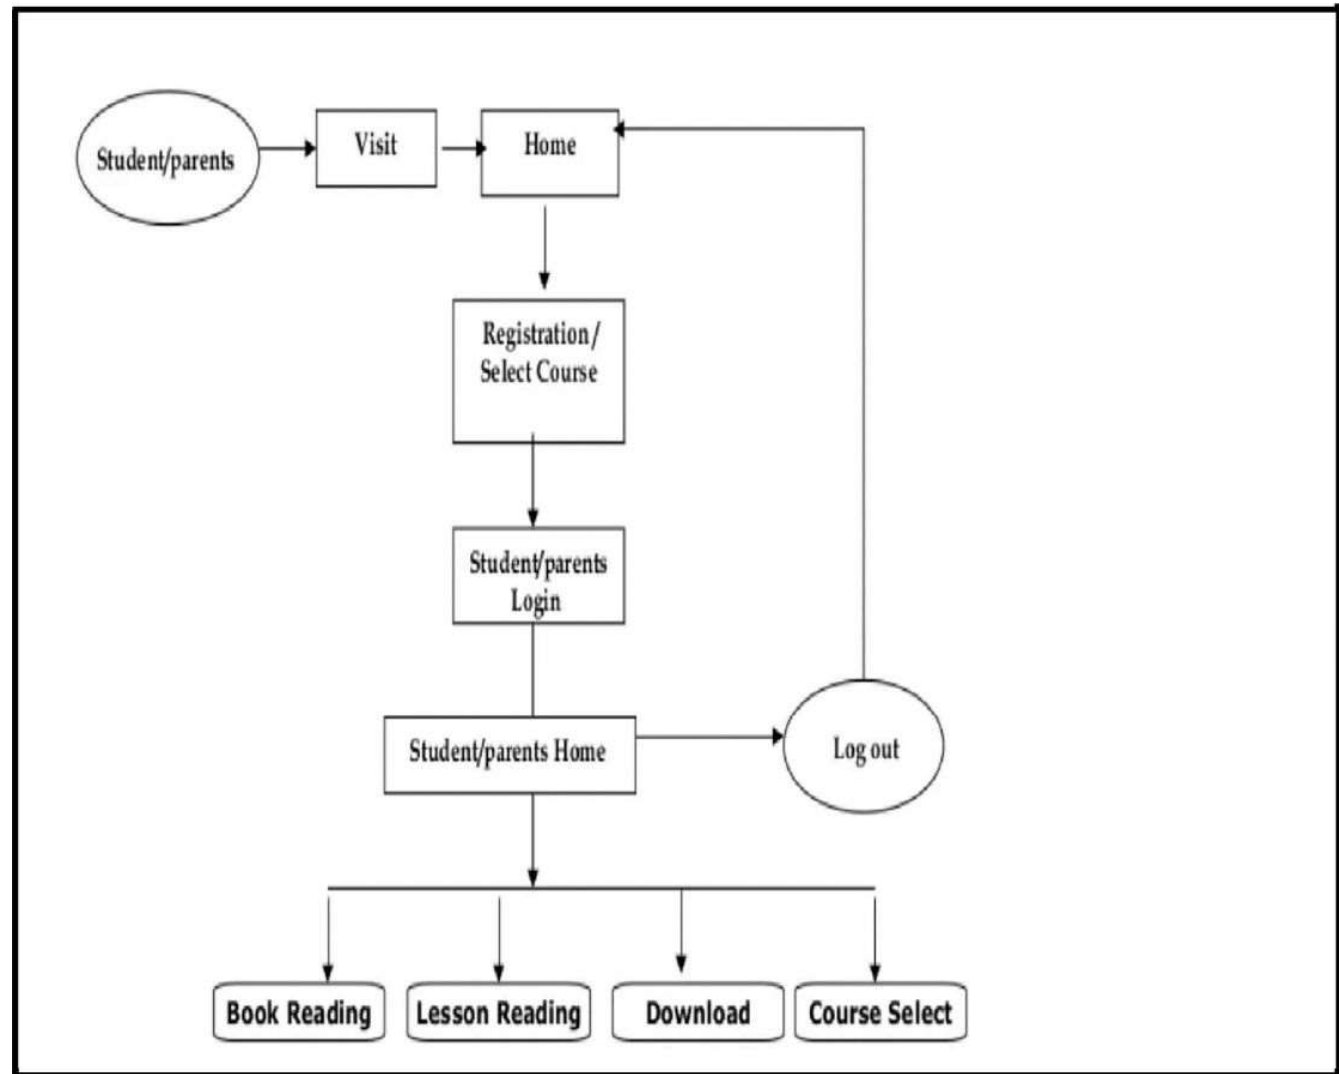 Student/parents
Visit
Home
Registration/
Select Course
Student/parents
Login
Student/parents Home
Log out
Book Reading
Lesson Reading
Download
Course Select